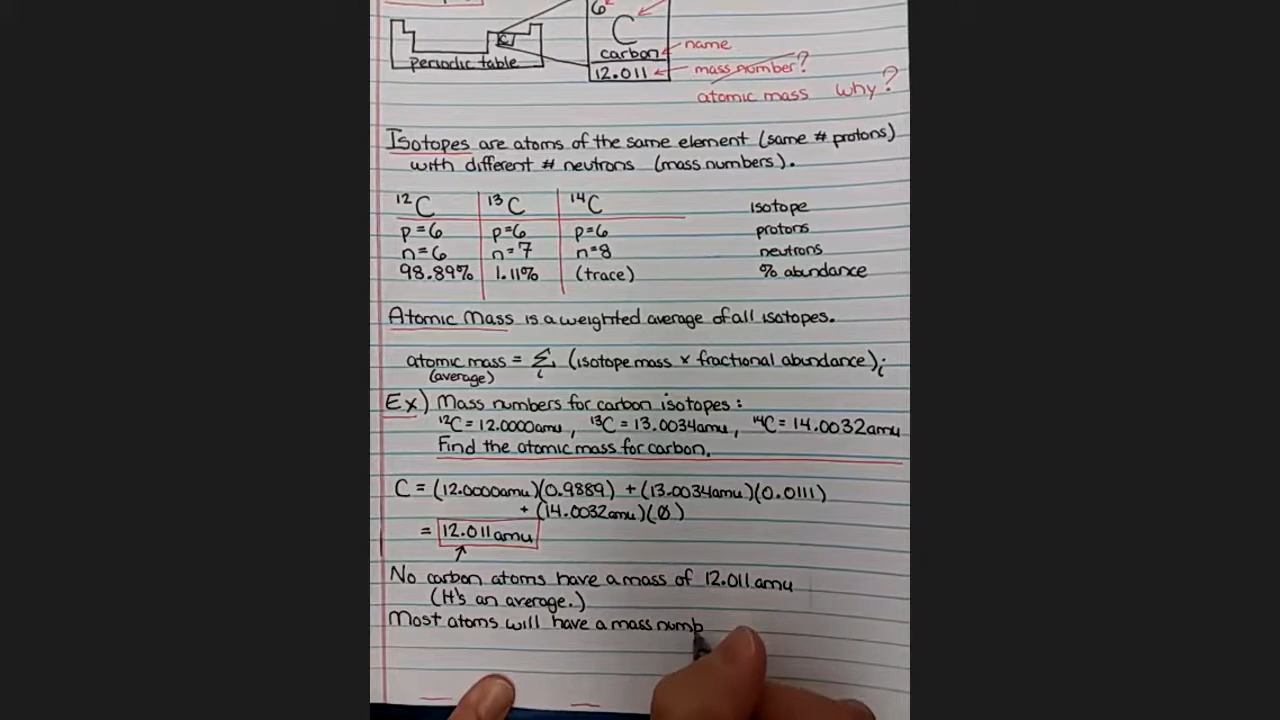 6
C
carbon
12.011
C
periodic table
name
mass number?
atomic mass why?
Isotopes are atoms of the same element (same # protons)
with different # neutrons (mass numbers).
¹²C ¹³C ¹⁴C isotope
p=6 p=6 p=6 protons
n=6 n=7 n=8 neutrons
98.89% 1.11% (trace) % abundance
Atomic Mass is a weighted average of all isotopes.
atomic mass = Σᵢ (isotope mass × fractional abundance)ᵢ
(average)
Ex) Mass numbers for carbon isotopes:
¹²C = 12.0000amu, ¹³C = 13.0034amu, ¹⁴C = 14.0032amu
Find the atomic mass for carbon.
C = (12.0000amu)(0.9889) + (13.0034amu)(0.0111)
+ (14.0032amu)(0)
= 12.011amu
No carbon atoms have a mass of 12.011amu
(It's an average.)
Most atoms will have a mass numb